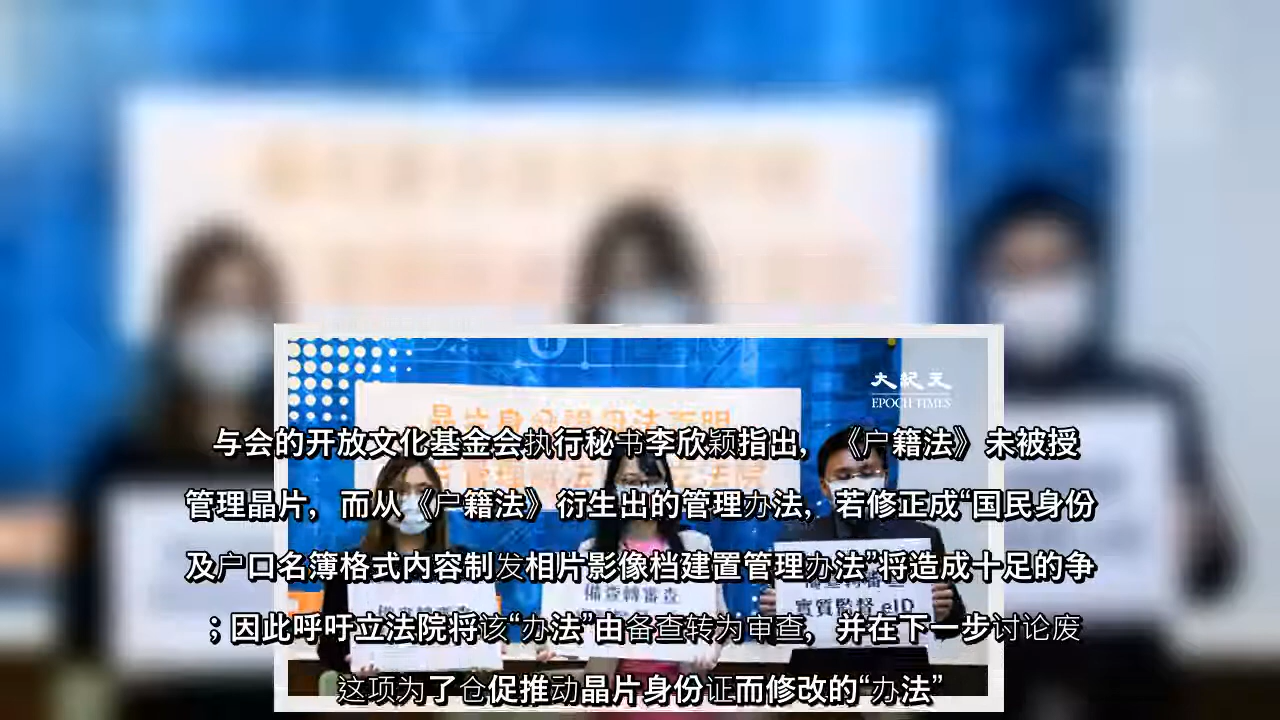 大紀元
EPOCH TIMES
与会的开放文化基金会执行秘书李欣颖指出，《户籍法》未被授
管理晶片，而从《户籍法》衍生出的管理办法，若修正成“国民身份
及户口名簿格式内容制发相片影像档建置管理办法”将造成十足的争
；因此呼吁立法院将该“办法”由备查转为审查，并在下一步讨论废
这项为了仓促推动晶片身份证而修改的“办法”
備查轉審查
實質監督 eID